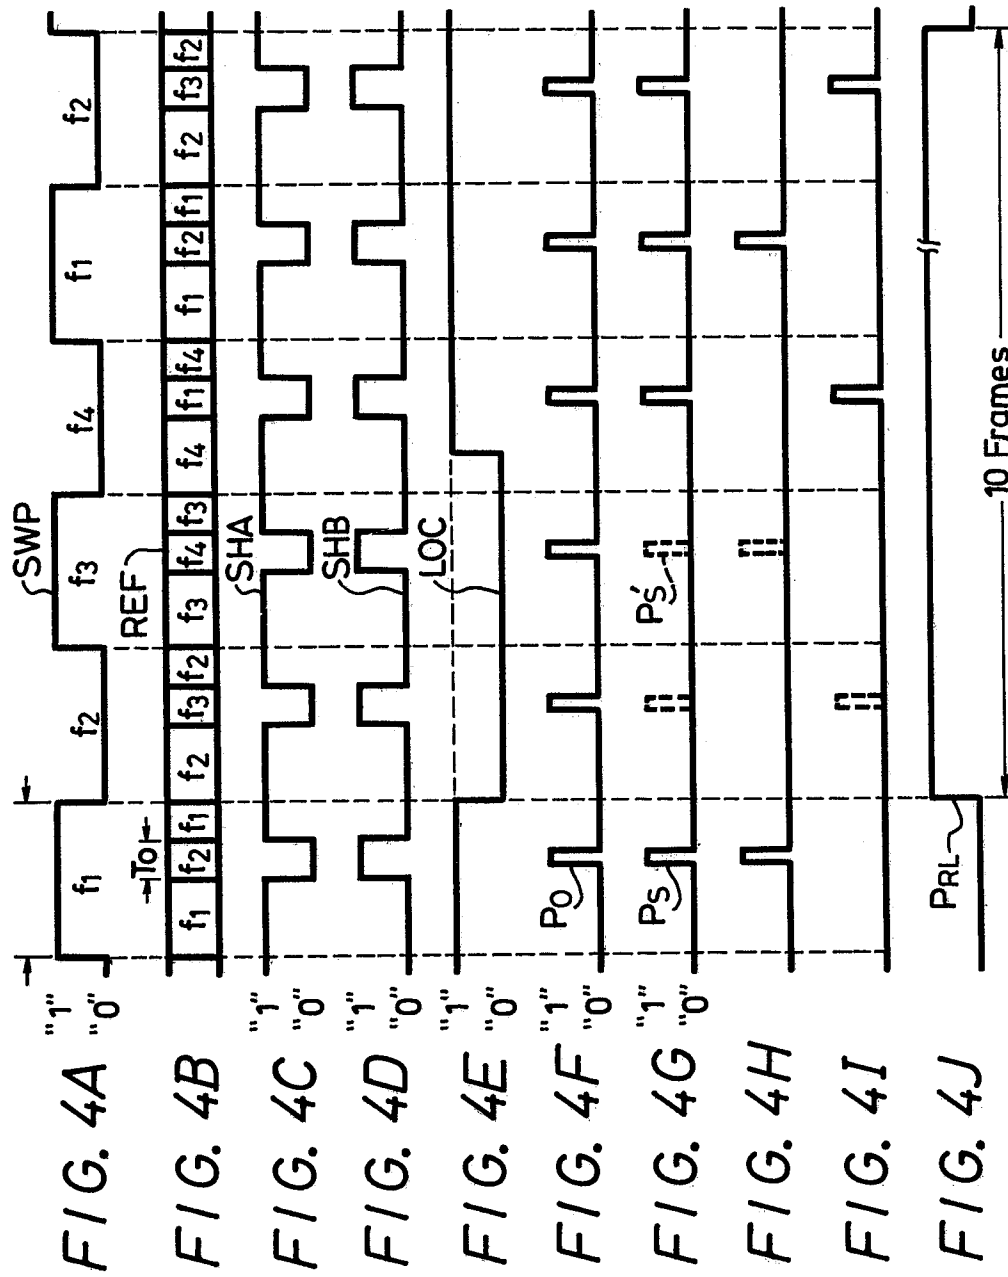 FIG. 4A "1" "0" f1 f2 f3 SWP f4 f1 f2
FIG. 4B f1 To f2 f1 f2 f3 f2 REF f3 f4 f3 f4 f1 f4 f1 f2 f1 f2 f3 f2
FIG. 4C "1" "0" SHA
FIG. 4D "1" "0" SHB
FIG. 4E "1" "0" LOC
FIG. 4F "1" "0" Po
FIG. 4G "1" "0" Ps Ps'
FIG. 4H
FIG. 4I
FIG. 4J PRL
10 Frames